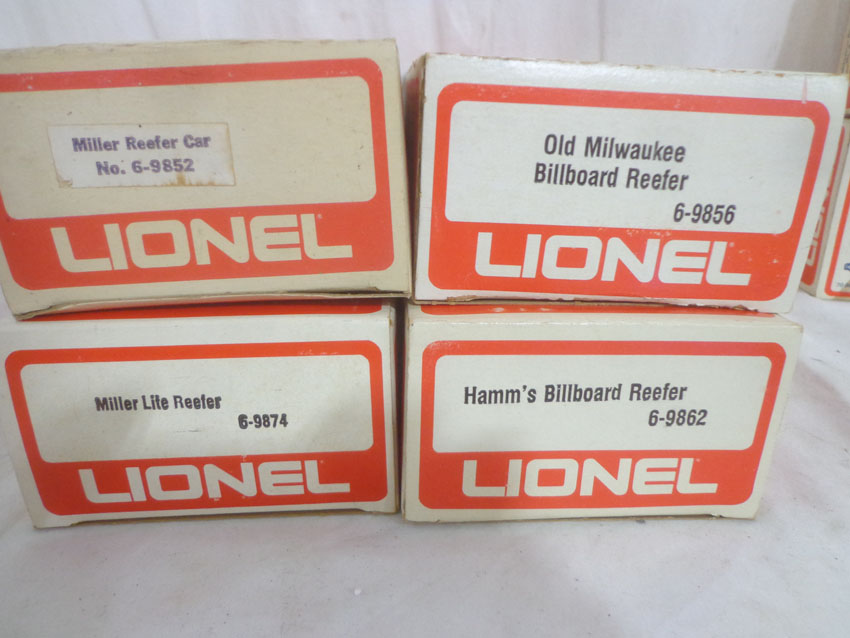 Miller Reefer Car
No. 6-9852
LIONEL
Old Milwaukee
Billboard Reefer
6-9856
LIONEL
Miller Lite Reefer
6-9874
LIONEL
Hamm's Billboard Reefer
6-9862
LIONEL